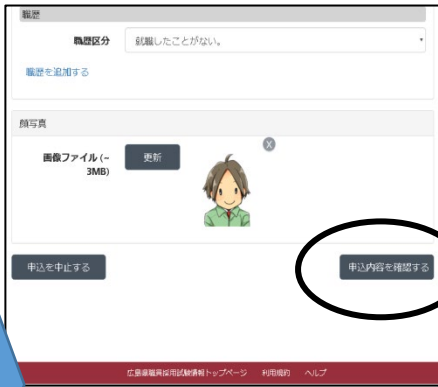 職歴
職歴区分 就職したことがない。
職歴を追加する
顔写真
画像ファイル (~
3MB)
更新
X
申込を中止する 申込内容を確認する
広島県職員採用試験情報トップページ 利用規約 ヘルプ